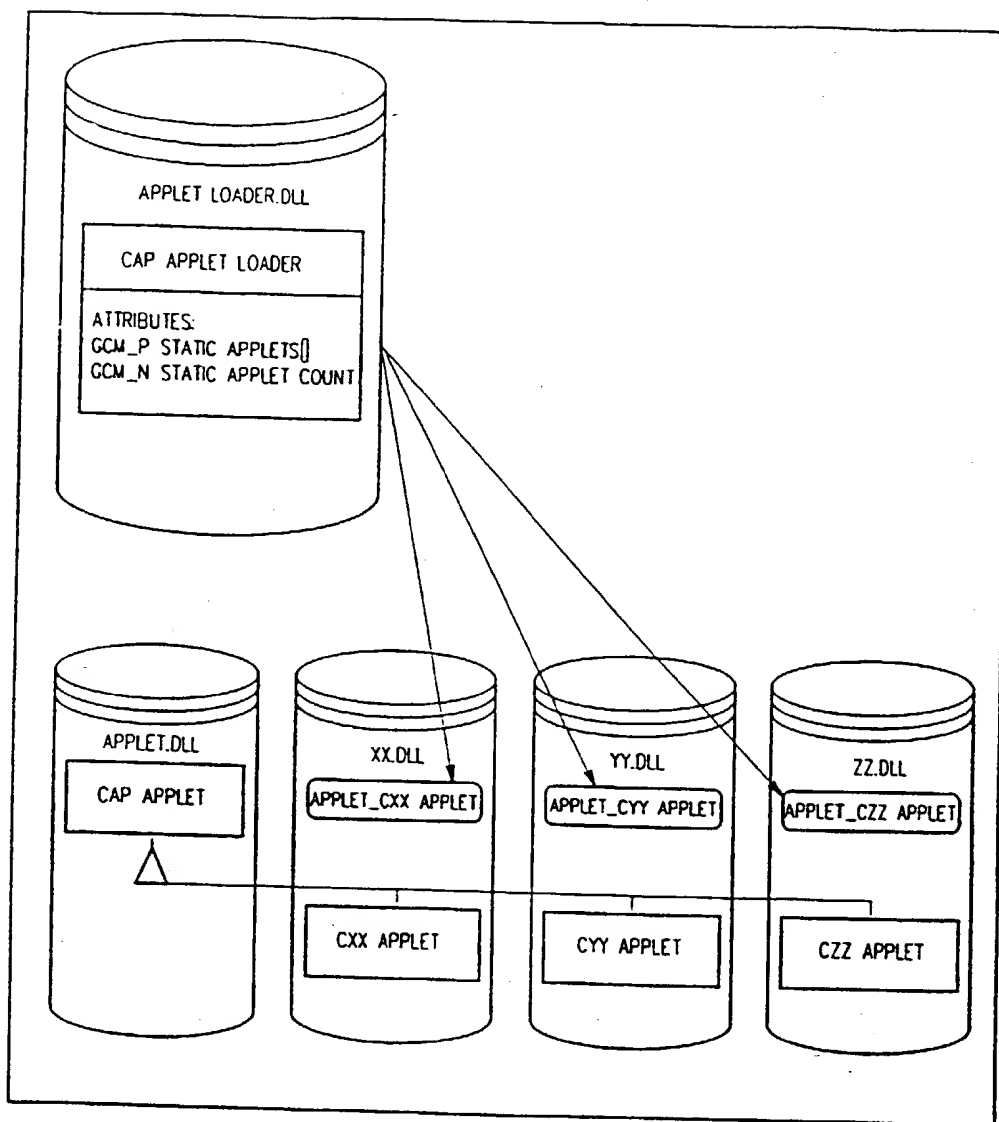 APPLET LOADER.DLL
CAP APPLET LOADER
ATTRIBUTES:
GCM_P STATIC APPLETS[]
GCM_N STATIC APPLET COUNT
APPLET.DLL
CAP APPLET
XX.DLL
APPLET_CXX APPLET
YY.DLL
APPLET_CYY APPLET
ZZ.DLL
APPLET_CZZ APPLET
CXX APPLET
CYY APPLET
CZZ APPLET